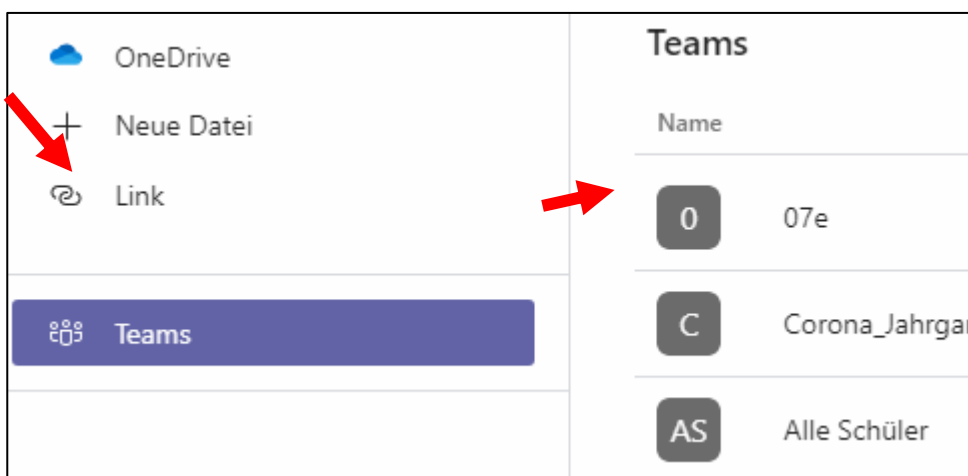 OneDrive
Neue Datei
Link
Teams
Teams
Name
0 07e
C
AS Alle Schüler